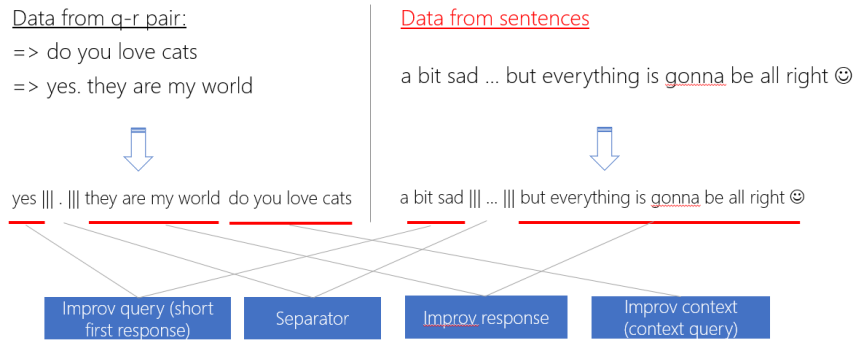 Data from q-r pair:
=> do you love cats
=> yes. they are my world
yes ||| . ||| they are my world do you love cats
Data from sentences
a bit sad ... but everything is gonna be all right ☺
a bit sad ||| ... ||| but everything is gonna be all right ☺
Improv query (short
first response)
Separator
Improv response
Improv context
(context query)